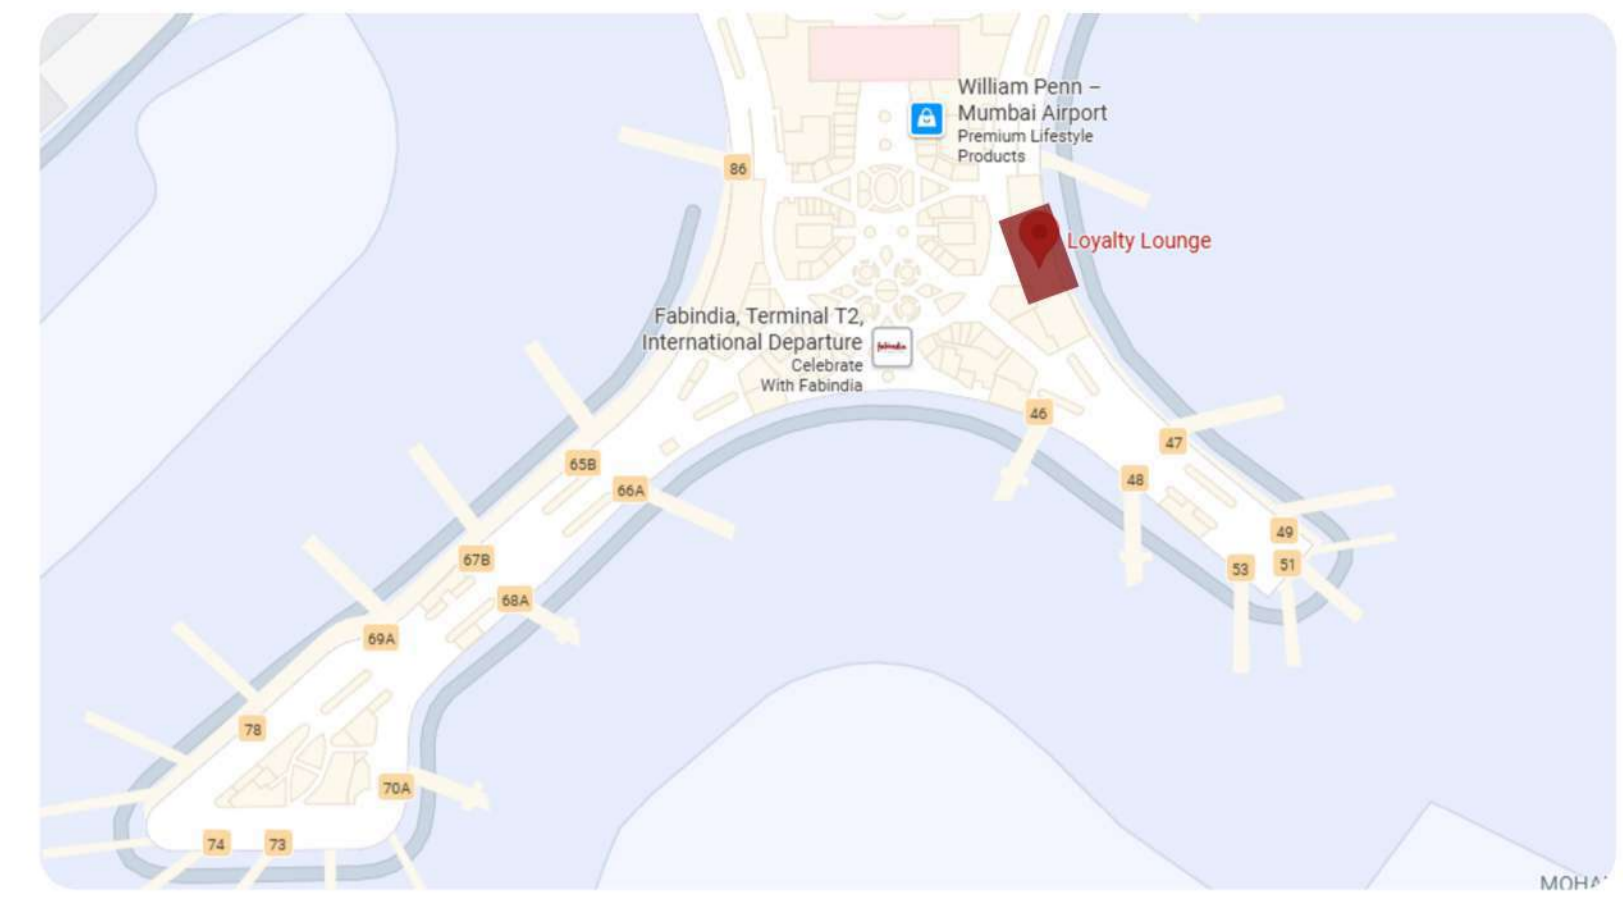 William Penn –
Mumbai Airport
Premium Lifestyle
Products
86
Loyalty Lounge
Fabindia, Terminal T2,
International Departure
Celebrate
With Fabindia
fabindia
46
47
65B
48
66A
49
67B
53
51
68A
69A
78
70A
74
73